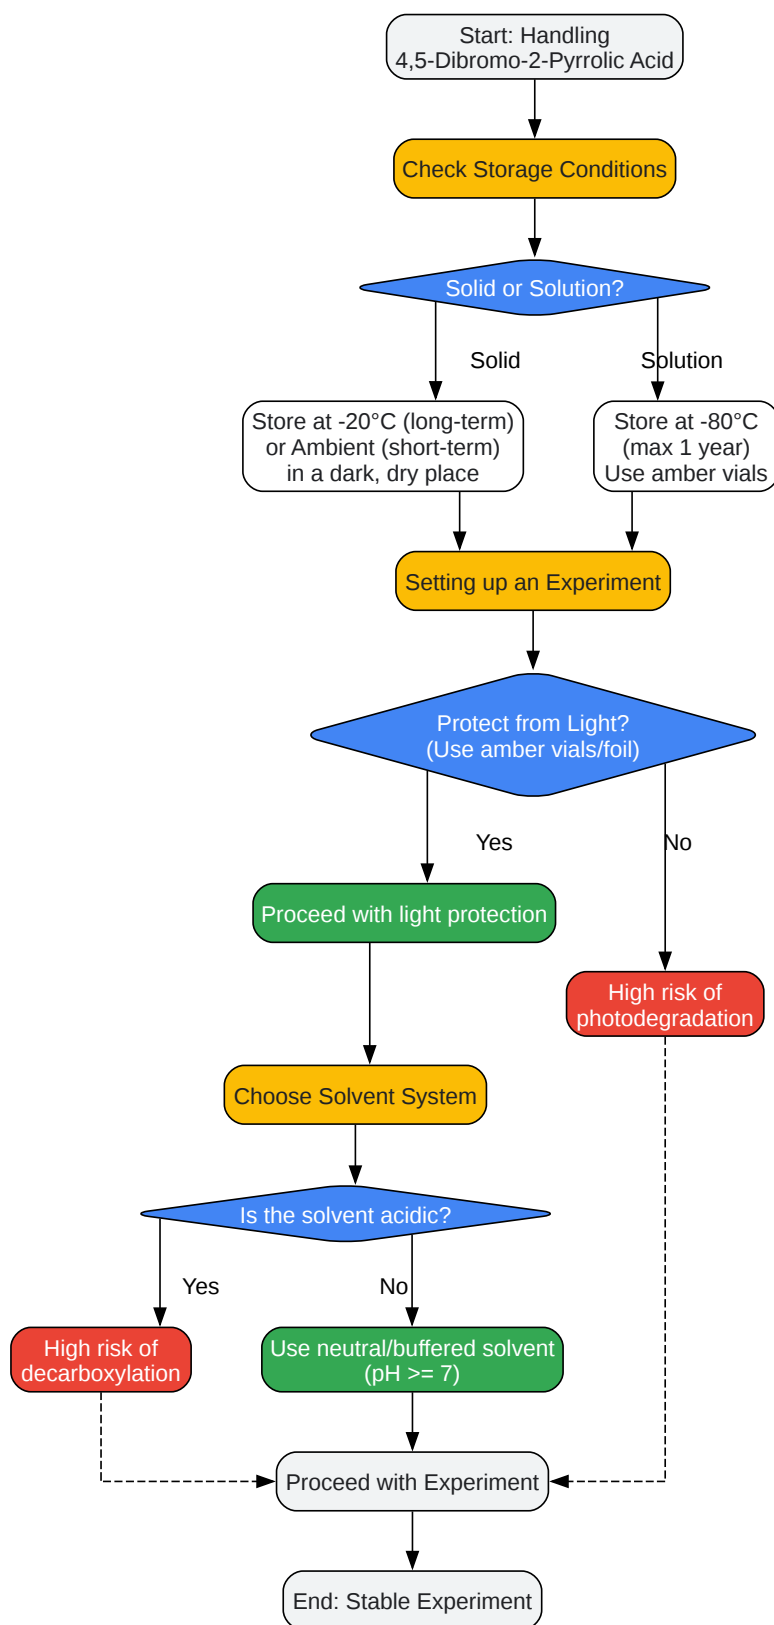 Start: Handling
4,5-Dibromo-2-Pyrrolic Acid
Check Storage Conditions
Solid or Solution?
Solid
Solution
Store at -20°C (long-term)
or Ambient (short-term)
in a dark, dry place
Store at -80°C
(max 1 year)
Use amber vials
Setting up an Experiment
Protect from Light?
(Use amber vials/foil)
Yes
No
Proceed with light protection
High risk of
photodegradation
Choose Solvent System
Is the solvent acidic?
Yes
No
High risk of
decarboxylation
Use neutral/buffered solvent
(pH >= 7)
Proceed with Experiment
End: Stable Experiment